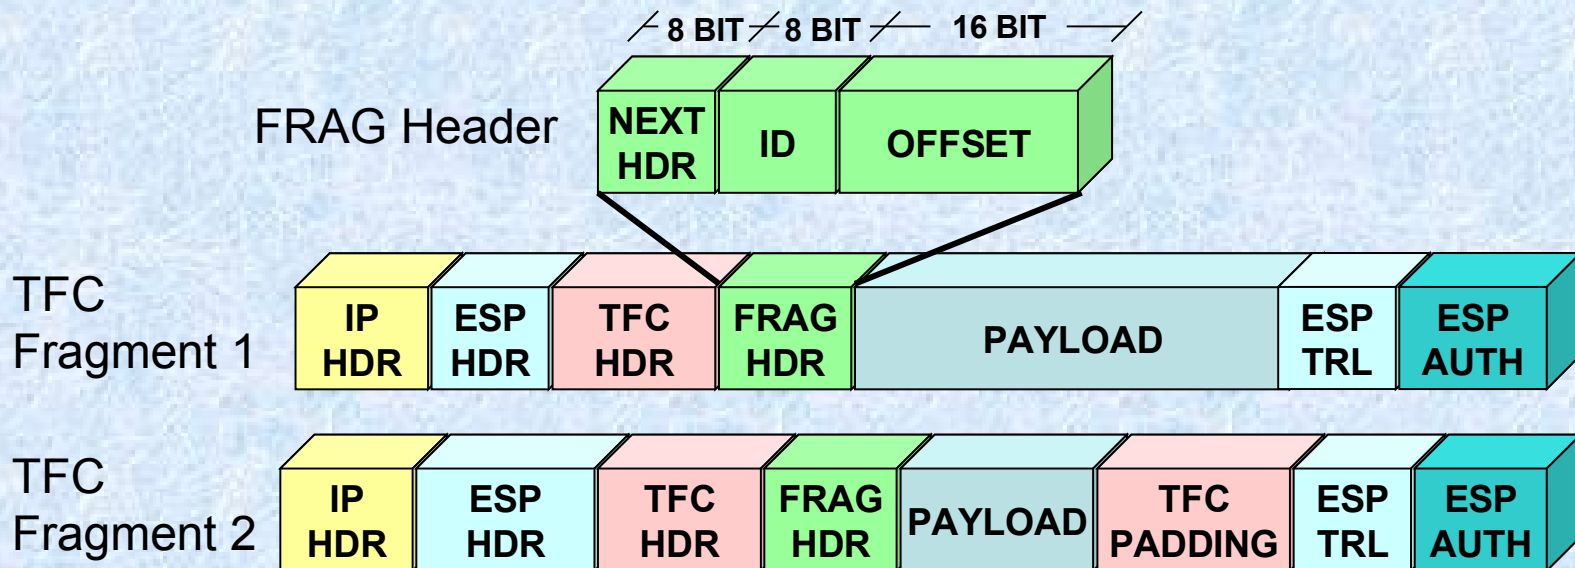 8 BIT 8 BIT 16 BIT
FRAG Header
NEXT
HDR
ID
OFFSET
TFC
Fragment 1
IP
HDR
ESP
HDR
TFC
HDR
FRAG
HDR
PAYLOAD
ESP
TRL
ESP
AUTH
TFC
Fragment 2
IP
HDR
ESP
HDR
TFC
HDR
FRAG
HDR
PAYLOAD
TFC
PADDING
ESP
TRL
ESP
AUTH